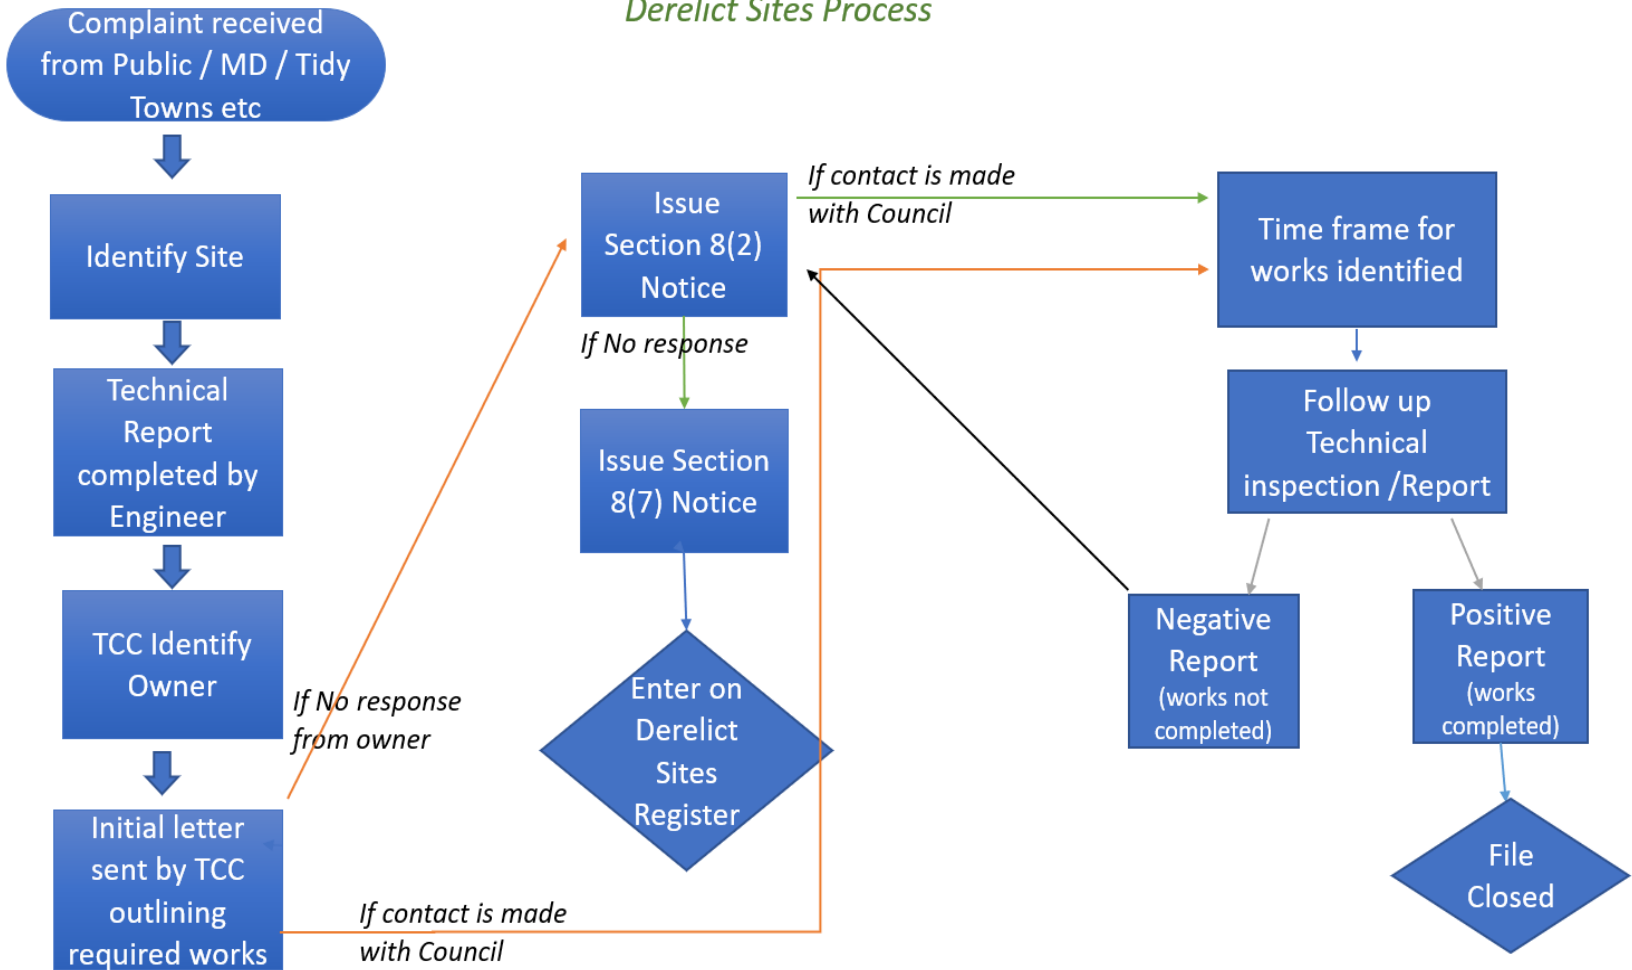 Derelict Sites Process
Complaint received
from Public / MD / Tidy
Towns etc
Identify Site
Technical
Report
completed by
Engineer
TCC Identify
Owner
If No response
from owner
Initial letter
sent by TCC
outlining
required works
If contact is made
with Council
Issue
Section 8(2)
Notice
If contact is made
with Council
If No response
Issue Section
8(7) Notice
Enter on
Derelict
Sites
Register
Time frame for
works identified
Follow up
Technical
inspection /Report
Negative
Report
(works not
completed)
Positive
Report
(works
completed)
File
Closed